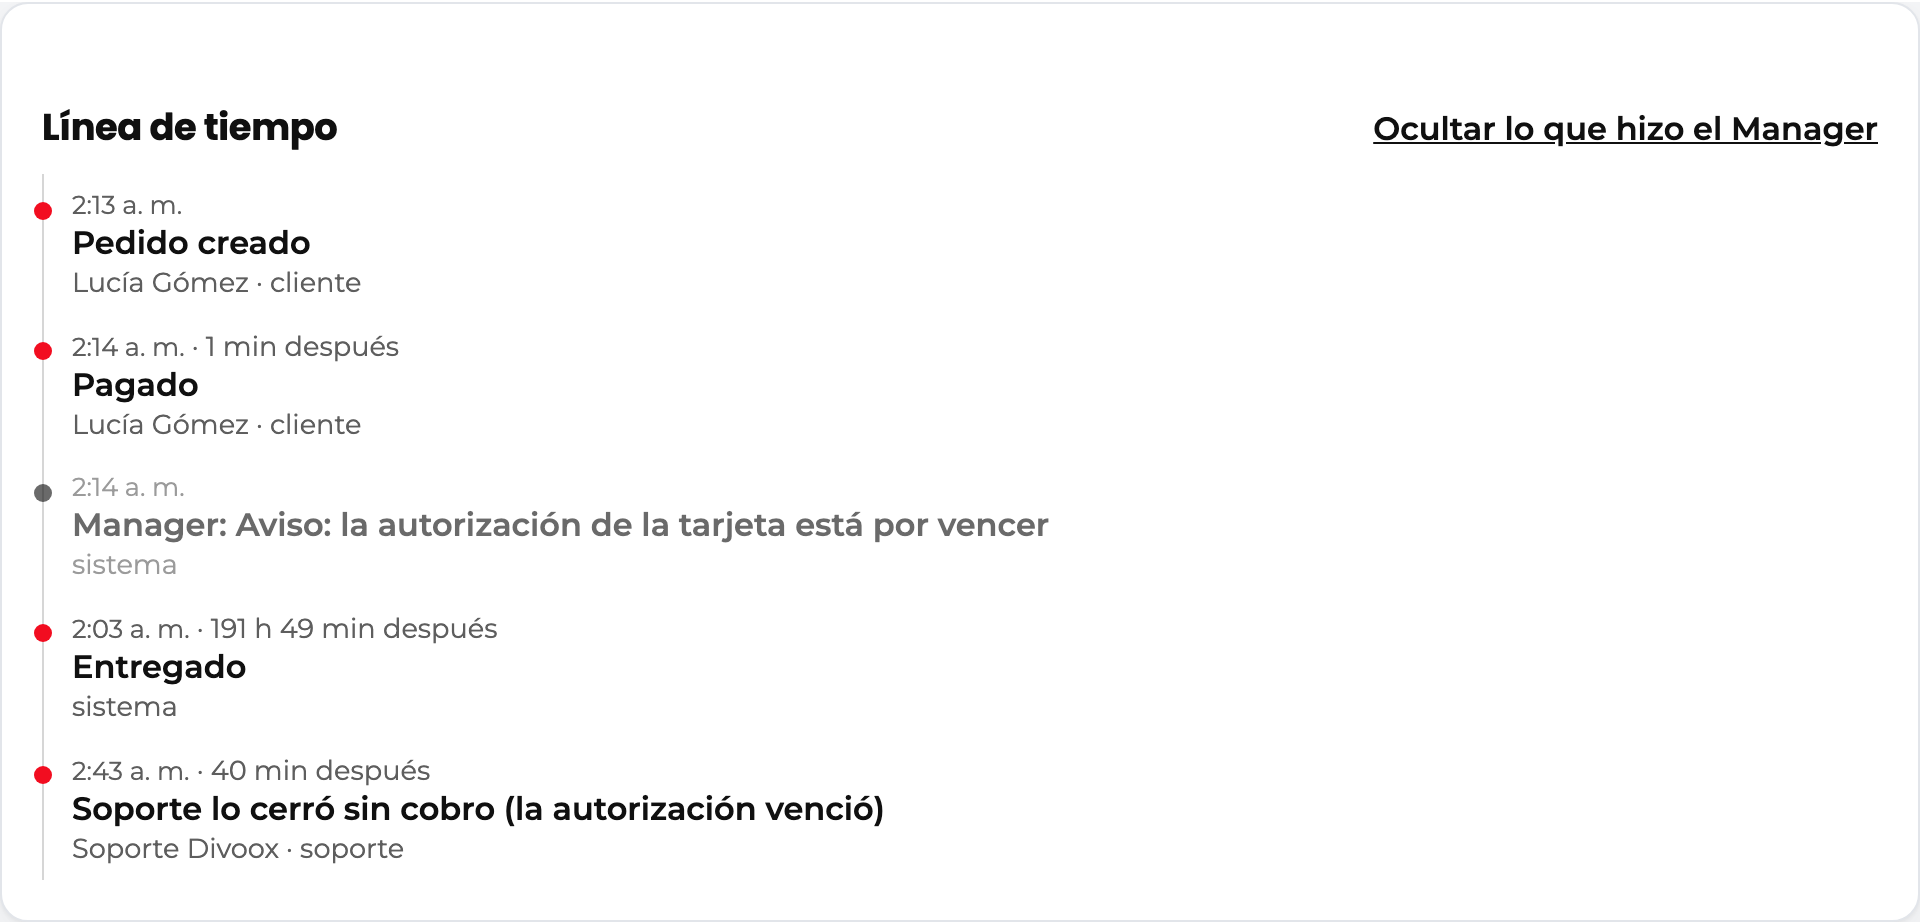 Línea de tiempo
Ocultar lo que hizo el Manager
2:13 a. m.
Pedido creado
Lucía Gómez · cliente
2:14 a. m. · 1 min después
Pagado
Lucía Gómez · cliente
2:14 a. m.
Manager: Aviso: la autorización de la tarjeta está por vencer
sistema
2:03 a. m. · 191 h 49 min después
Entregado
sistema
2:43 a. m. · 40 min después
Soporte lo cerró sin cobro (la autorización venció)
Soporte Divoox · soporte